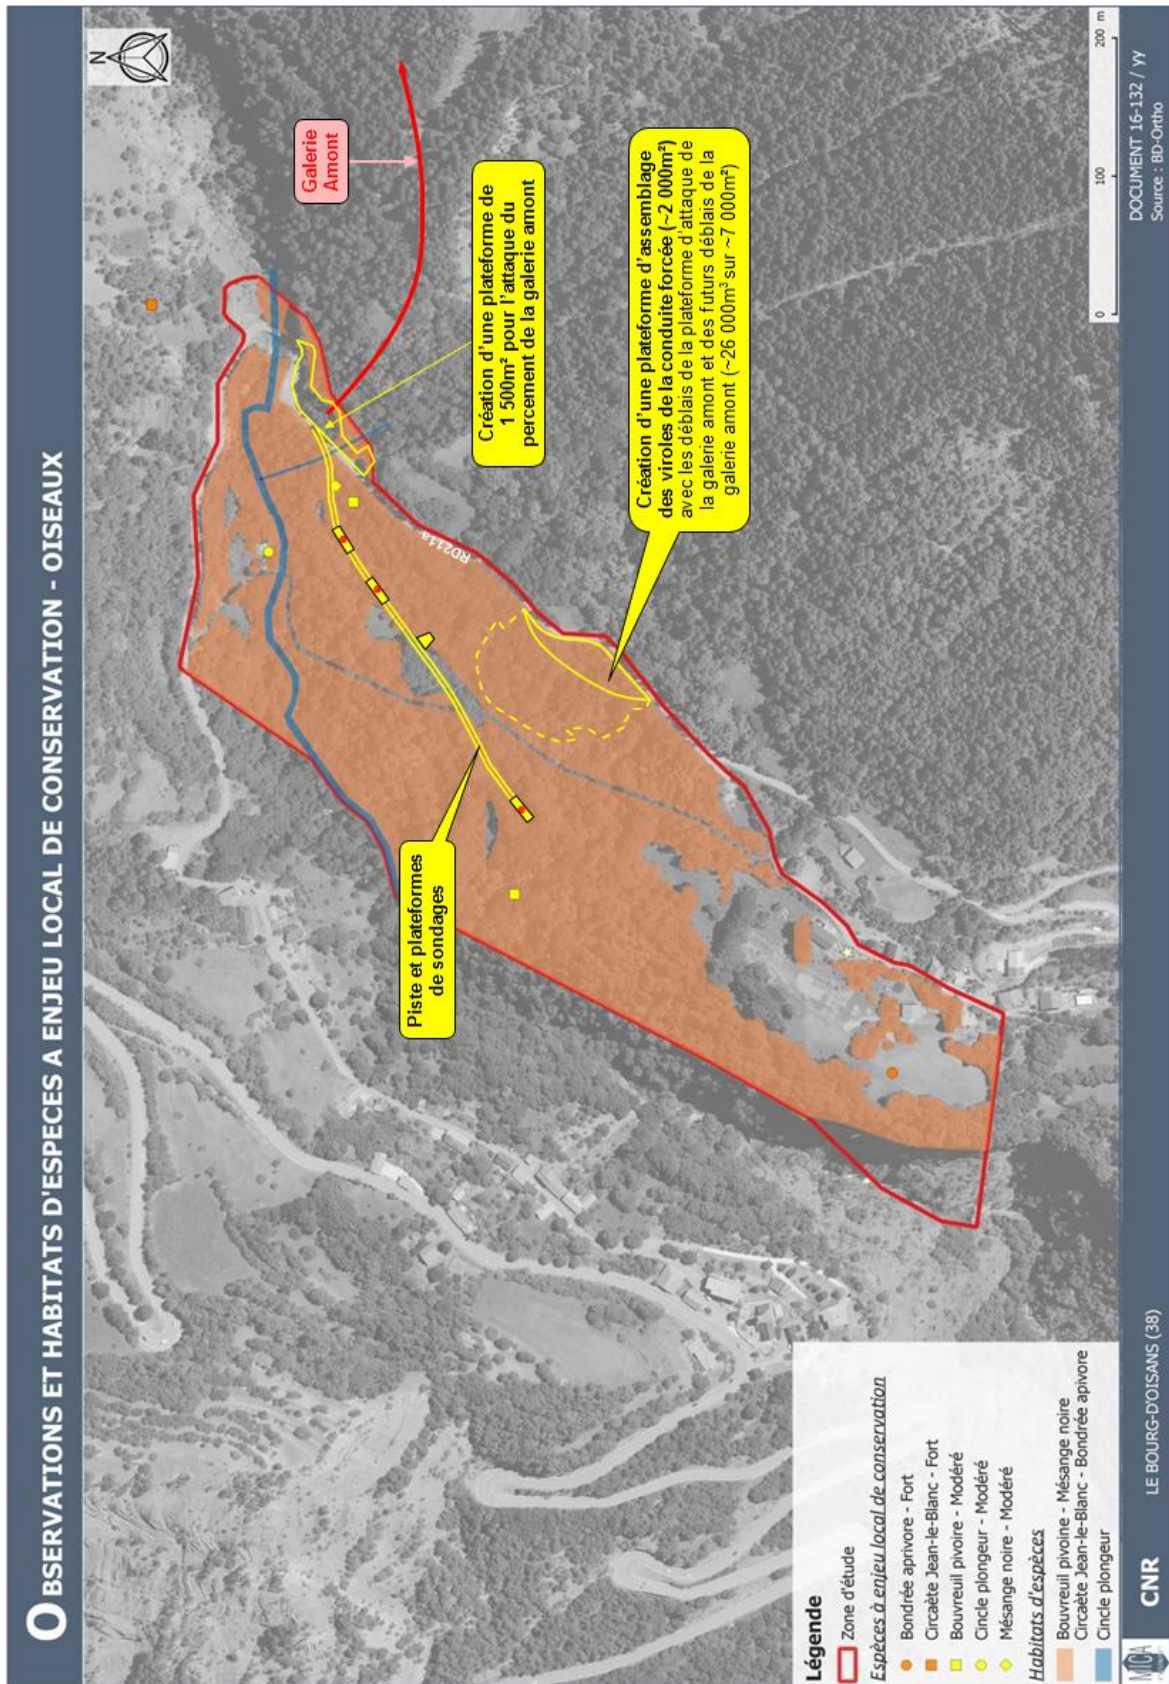 OBSERVATIONS ET HABITATS D'ESPECES A ENJEU LOCAL DE CONSERVATION - OISEAUX
N
Galerie
Amont
Création d'une plateforme de
1 500m² pour l'attaque du
percement de la galerie amont
Création d'une plateforme d'assemblage
des viroles de la conduite forcée (~2 000m²)
avec les déblais de la plateforme d'attaque de
la galerie amont et des futurs déblais de la
galerie amont (~26 000m³ sur ~7 000m²)
RD211a
Piste et plateformes
de sondages
Légende
Zone d'étude
Espèces à enjeu local de conservation
Bondrée aprivore - Fort
Circaète Jean-le-Blanc - Fort
Bouvreuil pivoire - Modéré
Cincle plongeur - Modéré
Mésange noire - Modéré
Habitats d'espèces
Bouvreuil pivoine - Mésange noire
Circaète Jean-le-Blanc - Bondrée apivore
Cincle plongeur
0 100 200 m
MICA
CNR
LE BOURG-D'OISANS (38)
DOCUMENT 16-132 / yy
Source : BD-Ortho